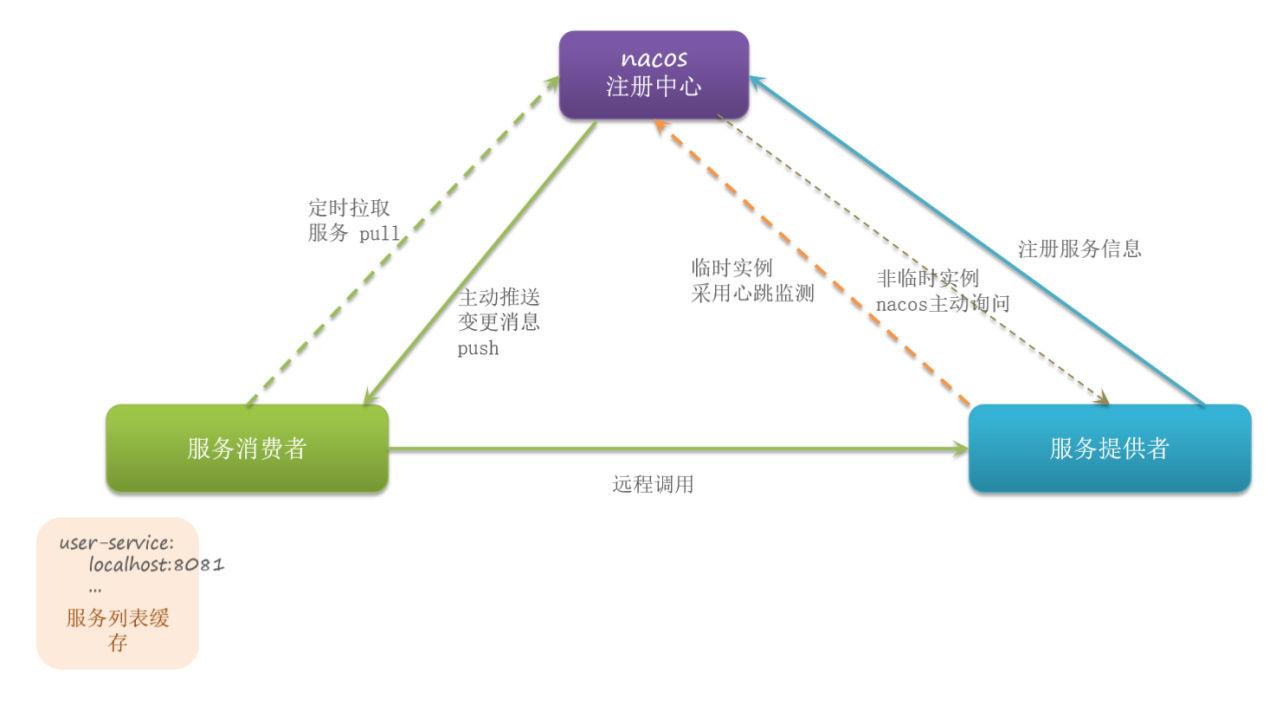 nacos
注册中心
定时拉取
服务 pull
主动推送
变更消息
push
临时实例
采用心跳监测
非临时实例
nacos主动询问
注册服务信息
服务消费者
服务提供者
远程调用
user-service:
localhost:8081
...
服务列表缓
存